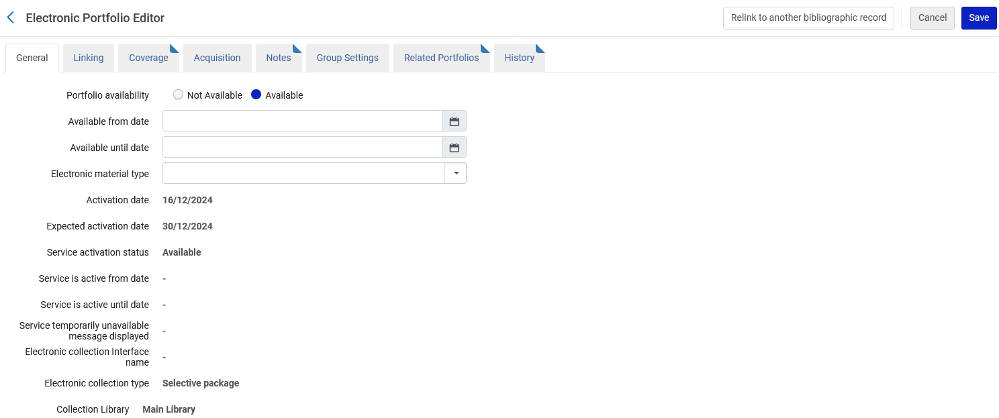 Electronic Portfolio Editor
Relink to another bibliographic record
Cancel
Save
General
Linking
Coverage
Acquisition
Notes
Group Settings
Related Portfolios
History
Portfolio availability
Not Available
Available
Available from date
Available until date
Electronic material type
Activation date 16/12/2024
Expected activation date 30/12/2024
Service activation status Available
Service is active from date -
Service is active until date -
Service temporarily unavailable
message displayed -
Electronic collection Interface
name -
Electronic collection type Selective package
Collection Library Main Library